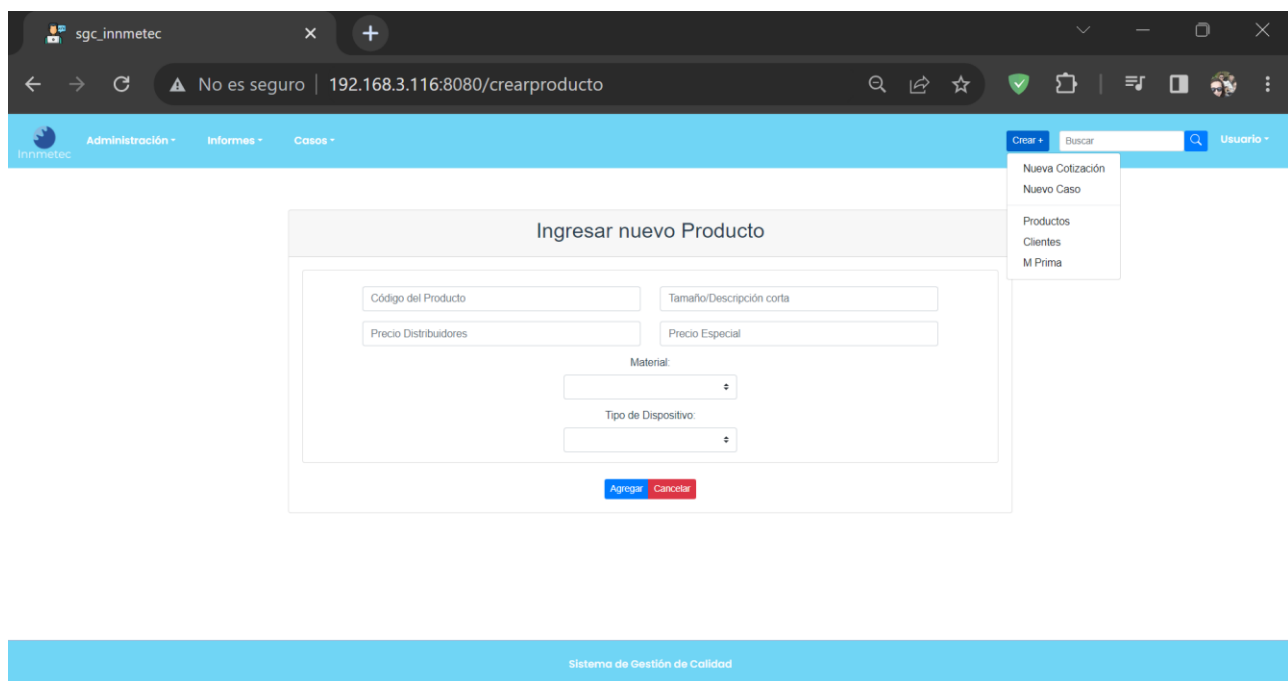 sgc_innmetec
No es seguro | 192.168.3.116:8080/crearproducto
Innmetec
Administración
Informes
Casos
Crear +
Buscar
Usuario
Nueva Cotización
Nuevo Caso
Productos
Clientes
M Prima
Ingresar nuevo Producto
Código del Producto
Tamaño/Descripción corta
Precio Distribuidores
Precio Especial
Material:
Tipo de Dispositivo:
Agregar
Cancelar
Sistema de Gestión de Calidad